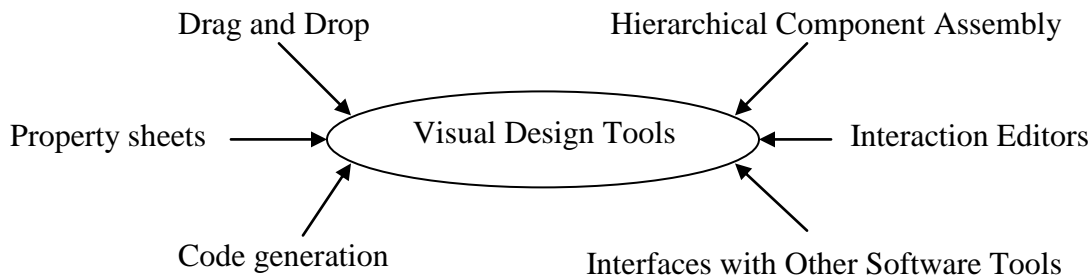 Drag and Drop
Hierarchical Component Assembly
Property sheets
Visual Design Tools
Interaction Editors
Code generation
Interfaces with Other Software Tools